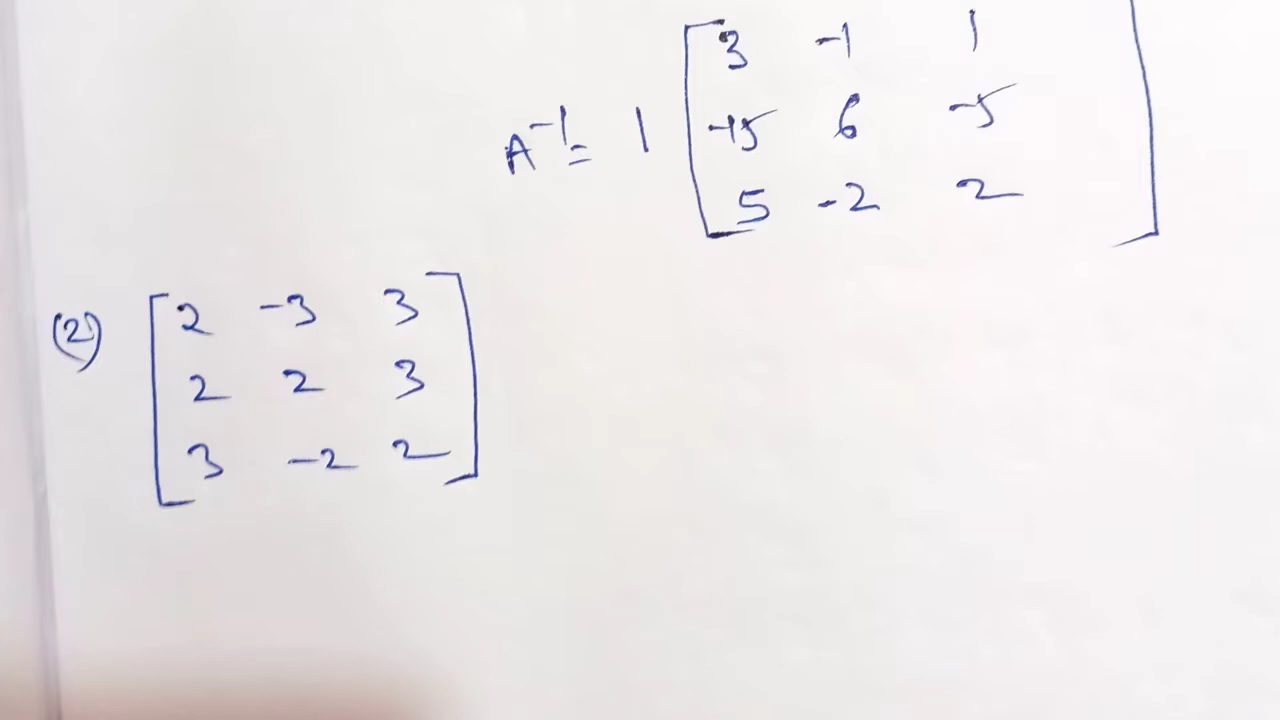 3 -1 1
A⁻¹ = 1 -15 6 -5
5 -2 2
(2) 2 -3 3
2 2 3
3 -2 2